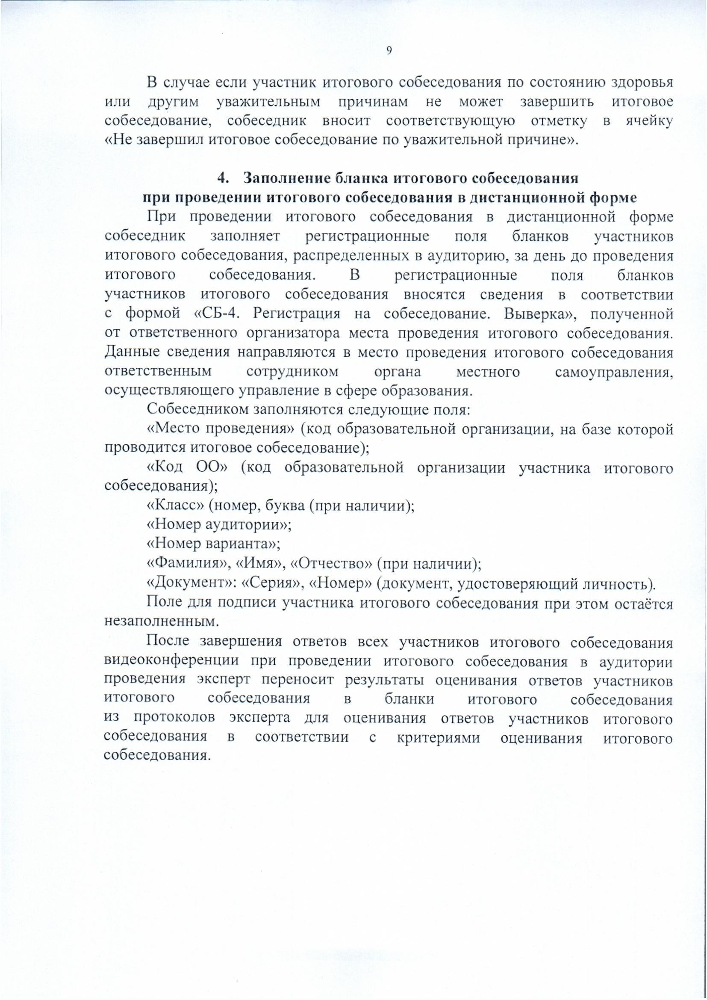 9
В случае если участник итогового собеседования по состоянию здоровья
или другим уважительным причинам не может завершить итоговое
собеседование, собеседник вносит соответствующую отметку в ячейку
«Не завершил итоговое собеседование по уважительной причине».
4. Заполнение бланка итогового собеседования
при проведении итогового собеседования в дистанционной форме
При проведении итогового собеседования в дистанционной форме
собеседник заполняет регистрационные поля бланков участников
итогового собеседования, распределенных в аудиторию, за день до проведения
итогового собеседования. В регистрационные поля бланков
участников итогового собеседования вносятся сведения в соответствии
с формой «СБ-4. Регистрация на собеседование. Выверка», полученной
от ответственного организатора места проведения итогового собеседования.
Данные сведения направляются в место проведения итогового собеседования
ответственным сотрудником органа местного самоуправления,
осуществляющего управление в сфере образования.
Собеседником заполняются следующие поля:
«Место проведения» (код образовательной организации, на базе которой
проводится итоговое собеседование);
«Код ОО» (код образовательной организации участника итогового
собеседования);
«Класс» (номер, буква (при наличии);
«Номер аудитории»;
«Номер варианта»;
«Фамилия», «Имя», «Отчество» (при наличии);
«Документ»: «Серия», «Номер» (документ, удостоверяющий личность).
Поле для подписи участника итогового собеседования при этом остаётся
незаполненным.
После завершения ответов всех участников итогового собеседования
видеоконференции при проведении итогового собеседования в аудитории
проведения эксперт переносит результаты оценивания ответов участников
итогового собеседования в бланки итогового собеседования
из протоколов эксперта для оценивания ответов участников итогового
собеседования в соответствии с критериями оценивания итогового
собеседования.